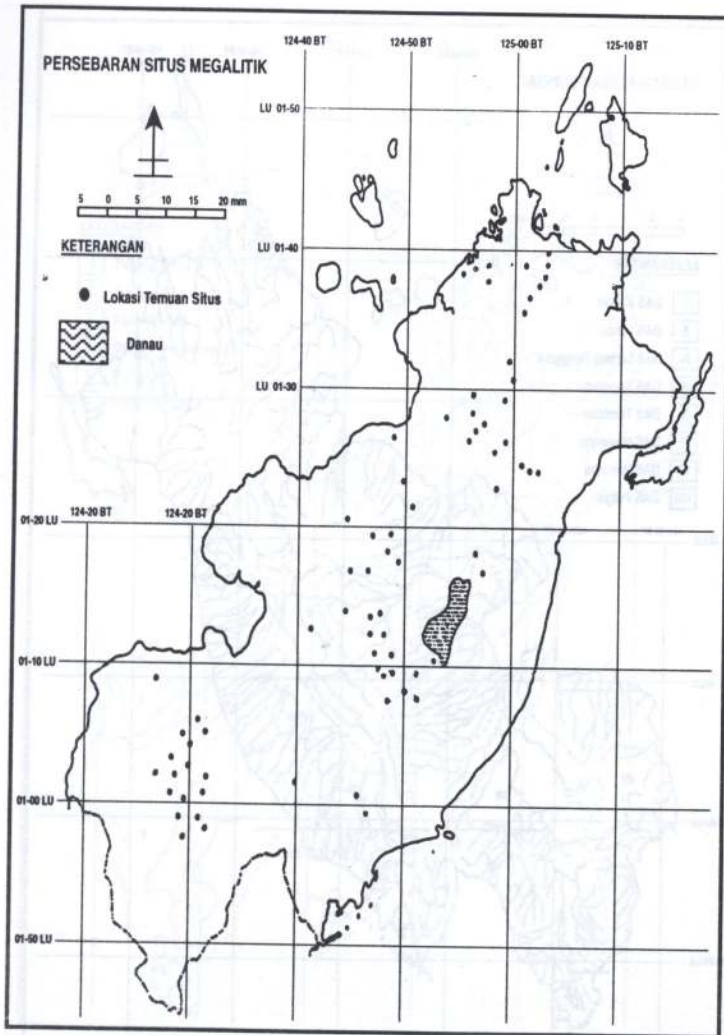 124-40 BT 124-50 BT 125-00 BT 125-10 BT
PERSEBARAN SITUS MEGALITIK
LU 01-50
5 0 5 10 15 20 mm
KETERANGAN
LU 01-40
Lokasi Temuan Situs
Danau
LU 01-30
01-20 LU
124-20 BT 124-20 BT
01-10 LU
01-00 LU
01-50 LU